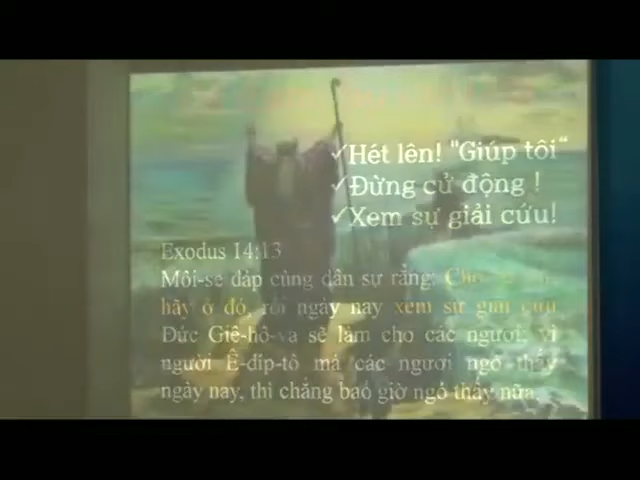 ✓Hét lên! "Giúp tôi“
✓Đừng cử động !
✓Xem sự giải cứu!
Exodus 14:13
Môi-se đáp cùng dân sự rằng:
hãy ở đó, rồi ngày nay xem sự giải cứu
Đức Giê-hô-va sẽ làm cho các ngươi; vì
người Ê-díp-tô mà các ngươi ngó thấy
ngày nay, thì chẳng bao giờ ngó thấy nữa.